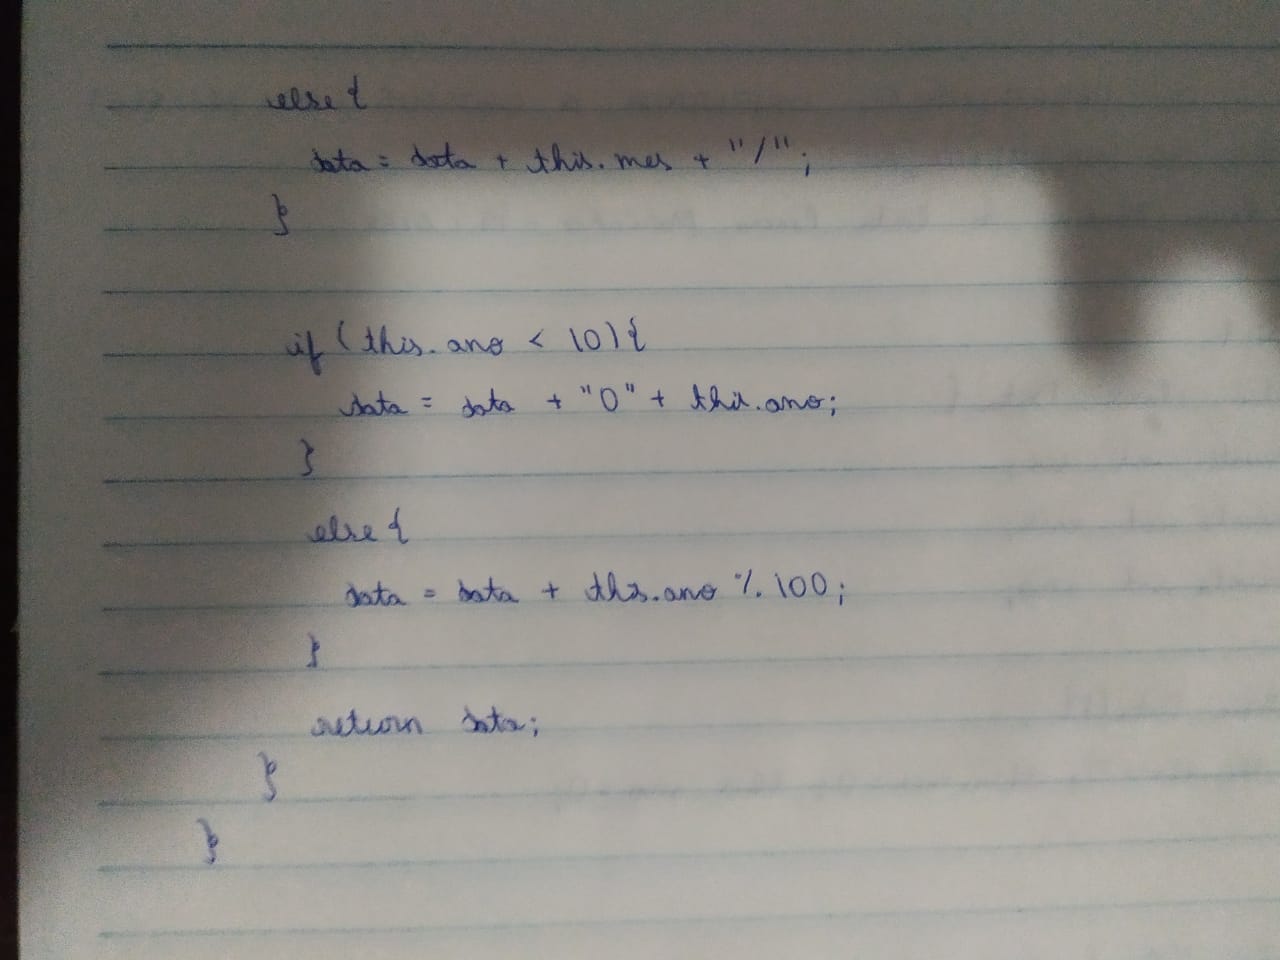 else {
data = data + this.mes + "/";
}
if (this.ano < 10) {
data = data + "0" + this.ano;
}
else {
data = data + this.ano % 100;
}
return data;
}
}